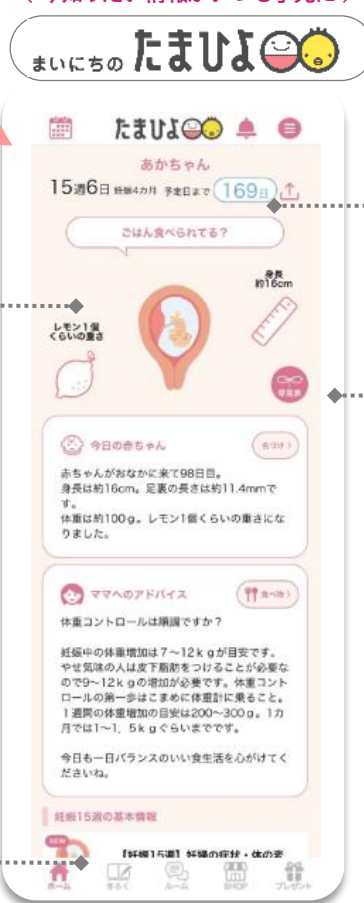 まいにちの たまひよ
たまひよ
あかちゃん
15週6日 妊娠4カ月 予定日まで 169日
ごはん食べられてる?
身長
約16cm
レモン1個
くらいの重さ
今日の赤ちゃん
名づけ >
赤ちゃんがおなかに来て98日目。
身長は約16cm。足裏の長さは約11.4mmで
す。
体重は約100g。レモン1個くらいの重さにな
りました。
ママへのアドバイス
食べ物 >
体重コントロールは順調ですか?
妊娠中の体重増加は7〜12kgが目安です。
やせ気味の人は皮下脂肪をつけることが必要な
ので9〜12kgの増加が必要です。体重コント
ロールの第一歩はこまめに体重計に乗ること。
1週間の体重増加の目安は200〜300g。1カ
月では1〜1.5kgぐらいまでです。
今日も一日バランスのいい食生活を心がけてく
ださいね。
妊娠15週の基本情報
NEW
【妊娠15週】妊婦の症状・体の変
ホーム
きろく
ルーム
SHOP
プレゼント